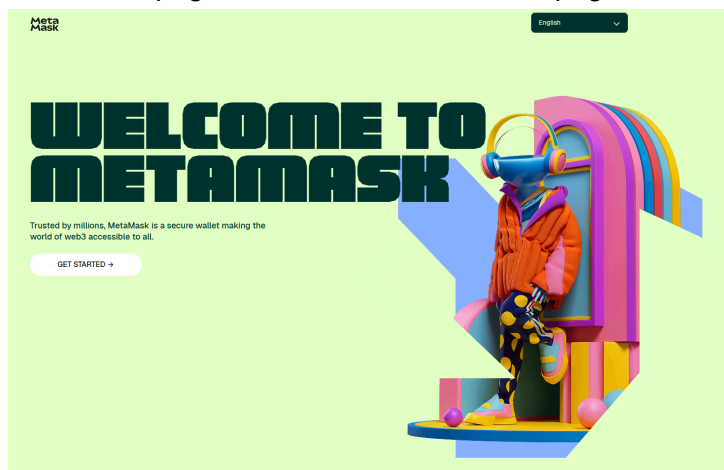 Meta
Mask
English
WELCOME TO
METAMASK
Trusted by millions, MetaMask is a secure wallet making the
world of web3 accessible to all.
GET STARTED →